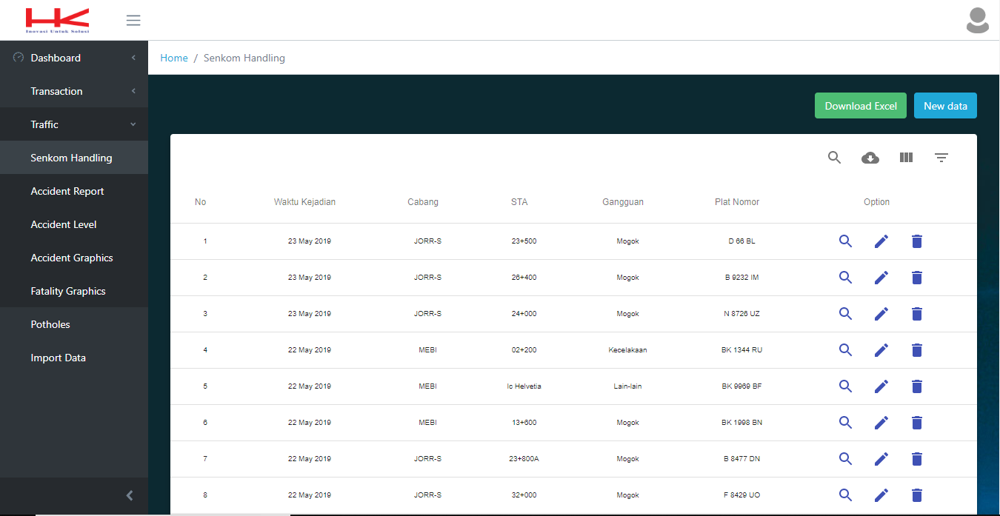 HK
Inovasi Untuk Solusi
Dashboard
Transaction
Traffic
Senkom Handling
Accident Report
Accident Level
Accident Graphics
Fatality Graphics
Potholes
Import Data
Home / Senkom Handling
Download Excel New data
No Waktu Kejadian Cabang STA Gangguan Plat Nomor Option
1 23 May 2019 JORR-S 23+500 Mogok D 66 BL
2 23 May 2019 JORR-S 26+400 Mogok B 9232 IM
3 23 May 2019 JORR-S 24+000 Mogok N 8726 UZ
4 22 May 2019 MEBI 02+200 Kecelakaan BK 1344 RU
5 22 May 2019 MEBI Ic Helvetia Lain-lain BK 9969 BF
6 22 May 2019 MEBI 13+600 Mogok BK 1998 BN
7 22 May 2019 JORR-S 23+800A Mogok B 8477 DN
8 22 May 2019 JORR-S 32+000 Mogok F 8429 UO